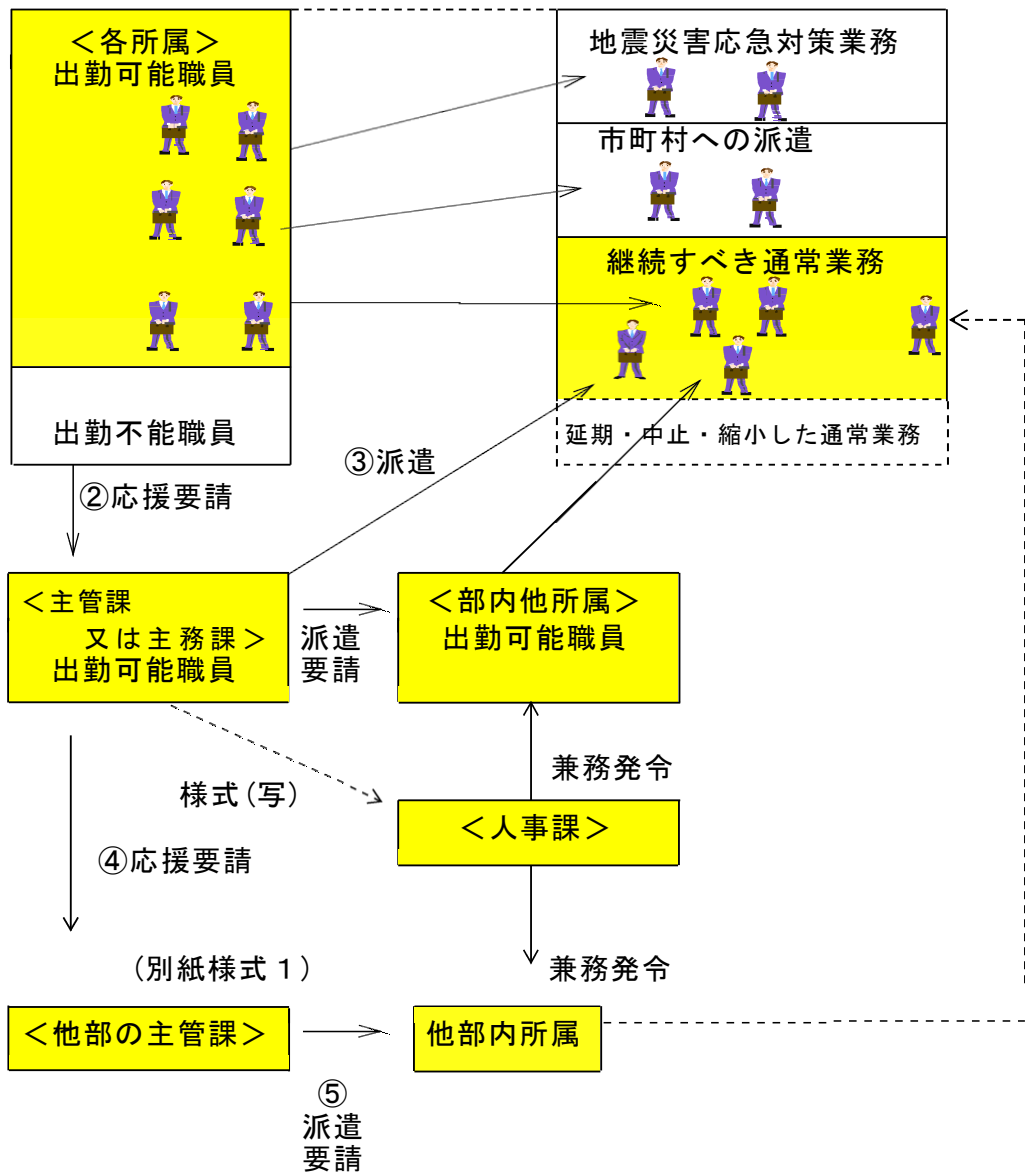 ＜各所属＞
出勤可能職員
地震災害応急対策業務
市町村への派遣
継続すべき通常業務
出勤不能職員
延期・中止・縮小した通常業務
②応援要請
③派遣
＜主管課
又は主務課＞
出勤可能職員
派遣
要請
＜部内他所属＞
出勤可能職員
様式(写)
兼務発令
＜人事課＞
④応援要請
(別紙様式１)
兼務発令
＜他部の主管課＞
他部内所属
⑤
派遣
要請